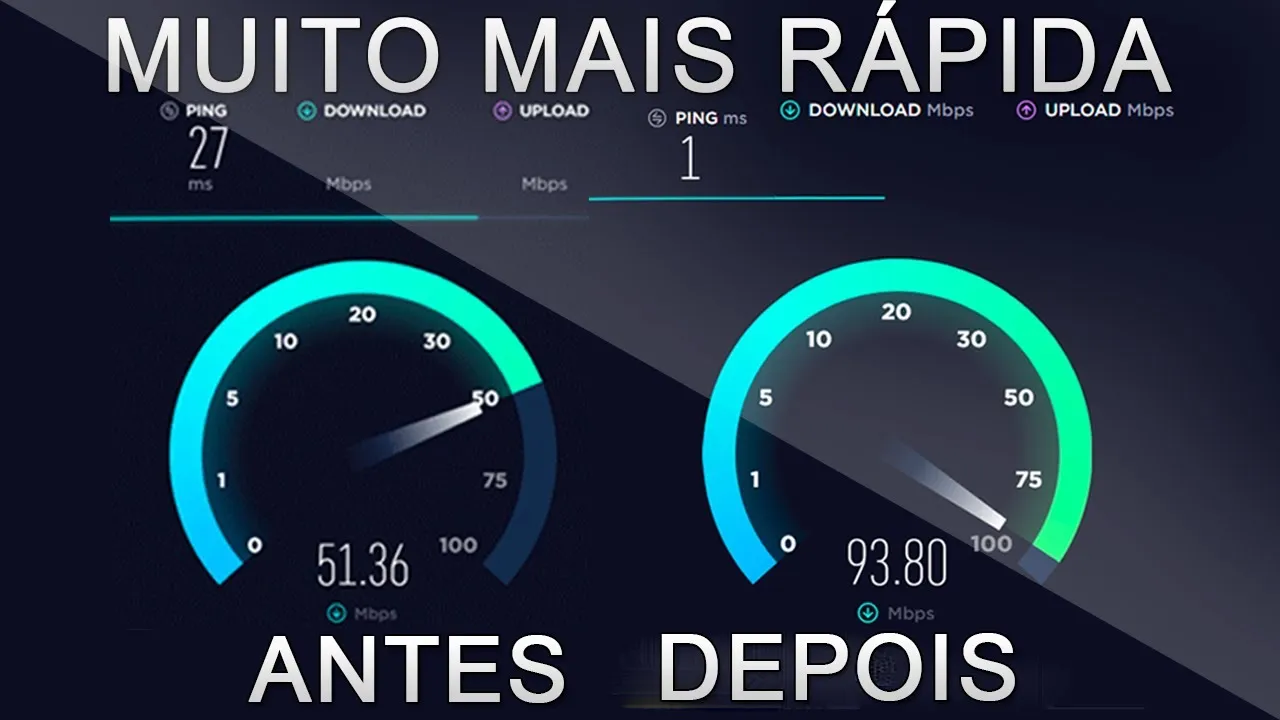 MUITO MAIS RÁPIDA
PING DOWNLOAD UPLOAD
27
ms Mbps Mbps
PING ms DOWNLOAD Mbps UPLOAD Mbps
1
0 1 5 10 20 30 50 75 100
51.36
Mbps
0 1 5 10 20 30 50 75 100
93.80
Mbps
ANTES DEPOIS